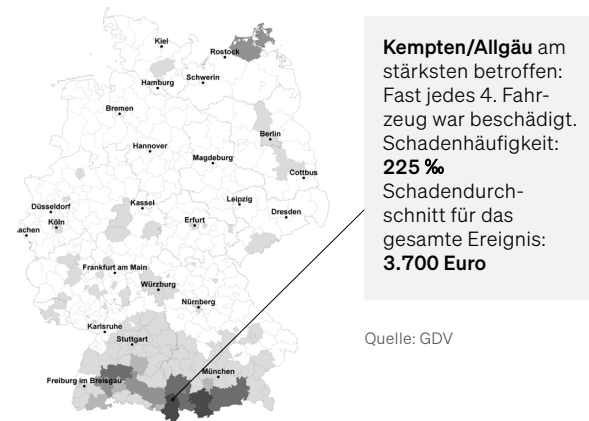 Kiel
Rostock
Hamburg
Schwerin
Bremen
Berlin
Hannover
Magdeburg
Cottbus
Düsseldorf
Kassel
Leipzig
Köln
Erfurt
Dresden
achen
Frankfurt am Main
Würzburg
Nürnberg
Karlsruhe
Stuttgart
München
Freiburg im Breisgau
Kempten/Allgäu am
stärksten betroffen:
Fast jedes 4. Fahr-
zeug war beschädigt.
Schadenhäufigkeit:
225 ‰
Schadendurch-
schnitt für das
gesamte Ereignis:
3.700 Euro
Quelle: GDV